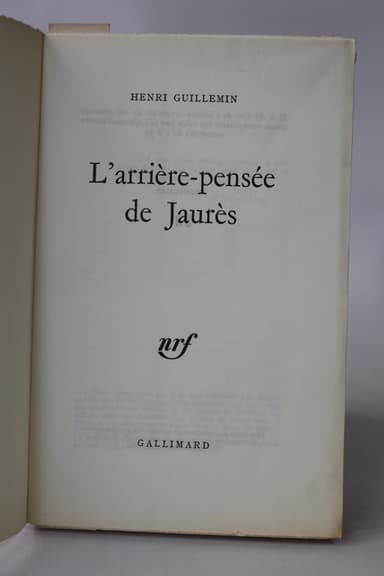 HENRI GUILLEMIN
L'arrière-pensée
de Jaurès
nrf
GALLIMARD